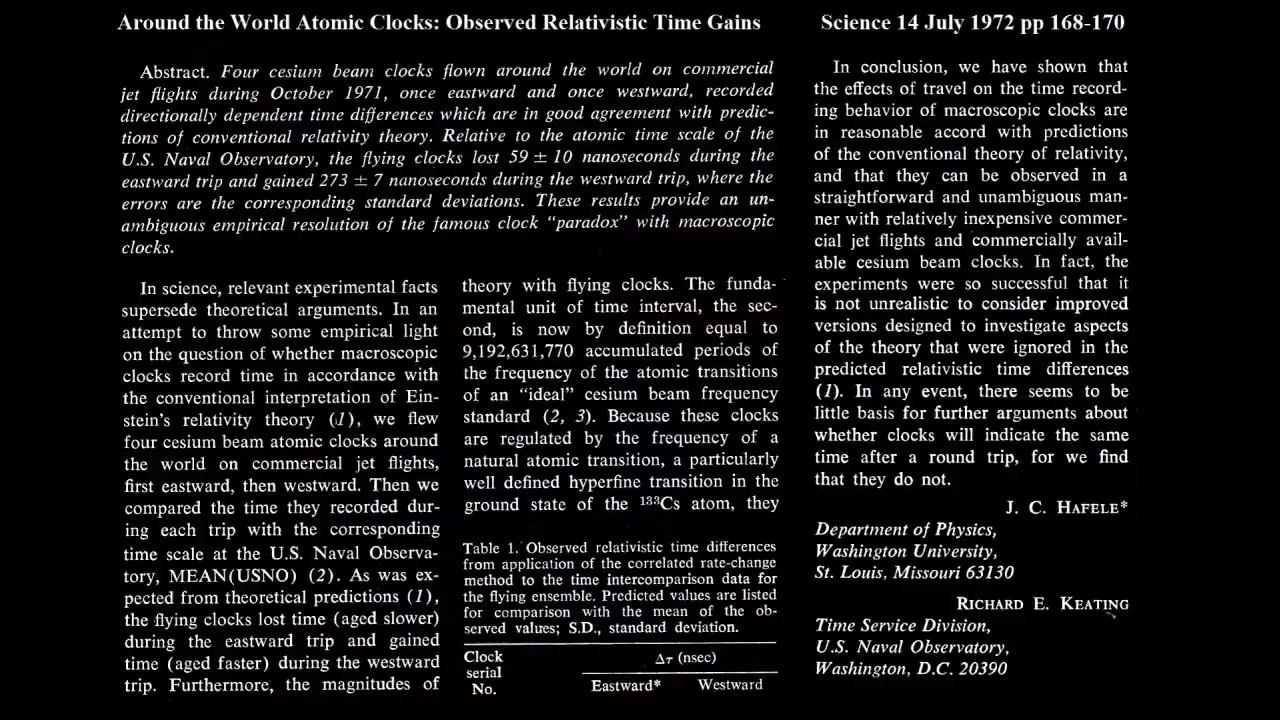 Around the World Atomic Clocks: Observed Relativistic Time Gains
Science 14 July 1972 pp 168-170
Abstract. Four cesium beam clocks flown around the world on commercial
jet flights during October 1971, once eastward and once westward, recorded
directionally dependent time differences which are in good agreement with predic-
tions of conventional relativity theory. Relative to the atomic time scale of the
U.S. Naval Observatory, the flying clocks lost 59 ± 10 nanoseconds during the
eastward trip and gained 273 ± 7 nanoseconds during the westward trip, where the
errors are the corresponding standard deviations. These results provide an un-
ambiguous empirical resolution of the famous clock "paradox" with macroscopic
clocks.
In science, relevant experimental facts
supersede theoretical arguments. In an
attempt to throw some empirical light
on the question of whether macroscopic
clocks record time in accordance with
the conventional interpretation of Ein-
stein's relativity theory (1), we flew
four cesium beam atomic clocks around
the world on commercial jet flights,
first eastward, then westward. Then we
compared the time they recorded dur-
ing each trip with the corresponding
time scale at the U.S. Naval Observa-
tory, MEAN(USNO) (2). As was ex-
pected from theoretical predictions (1),
the flying clocks lost time (aged slower)
during the eastward trip and gained
time (aged faster) during the westward
trip. Furthermore, the magnitudes of
theory with flying clocks. The funda-
mental unit of time interval, the sec-
ond, is now by definition equal to
9,192,631,770 accumulated periods of
the frequency of the atomic transitions
of an "ideal" cesium beam frequency
standard (2, 3). Because these clocks
are regulated by the frequency of a
natural atomic transition, a particularly
well defined hyperfine transition in the
ground state of the ¹³³Cs atom, they
Table 1. Observed relativistic time differences
from application of the correlated rate-change
method to the time intercomparison data for
the flying ensemble. Predicted values are listed
for comparison with the mean of the ob-
served values; S.D., standard deviation.
Clock
serial
No.
Δτ (nsec)
Eastward* Westward
In conclusion, we have shown that
the effects of travel on the time record-
ing behavior of macroscopic clocks are
in reasonable accord with predictions
of the conventional theory of relativity,
and that they can be observed in a
straightforward and unambiguous man-
ner with relatively inexpensive commer-
cial jet flights and commercially avail-
able cesium beam clocks. In fact, the
experiments were so successful that it
is not unrealistic to consider improved
versions designed to investigate aspects
of the theory that were ignored in the
predicted relativistic time differences
(1). In any event, there seems to be
little basis for further arguments about
whether clocks will indicate the same
time after a round trip, for we find
that they do not.
J. C. HAFELE*
Department of Physics,
Washington University,
St. Louis, Missouri 63130
RICHARD E. KEATING
Time Service Division,
U.S. Naval Observatory,
Washington, D.C. 20390